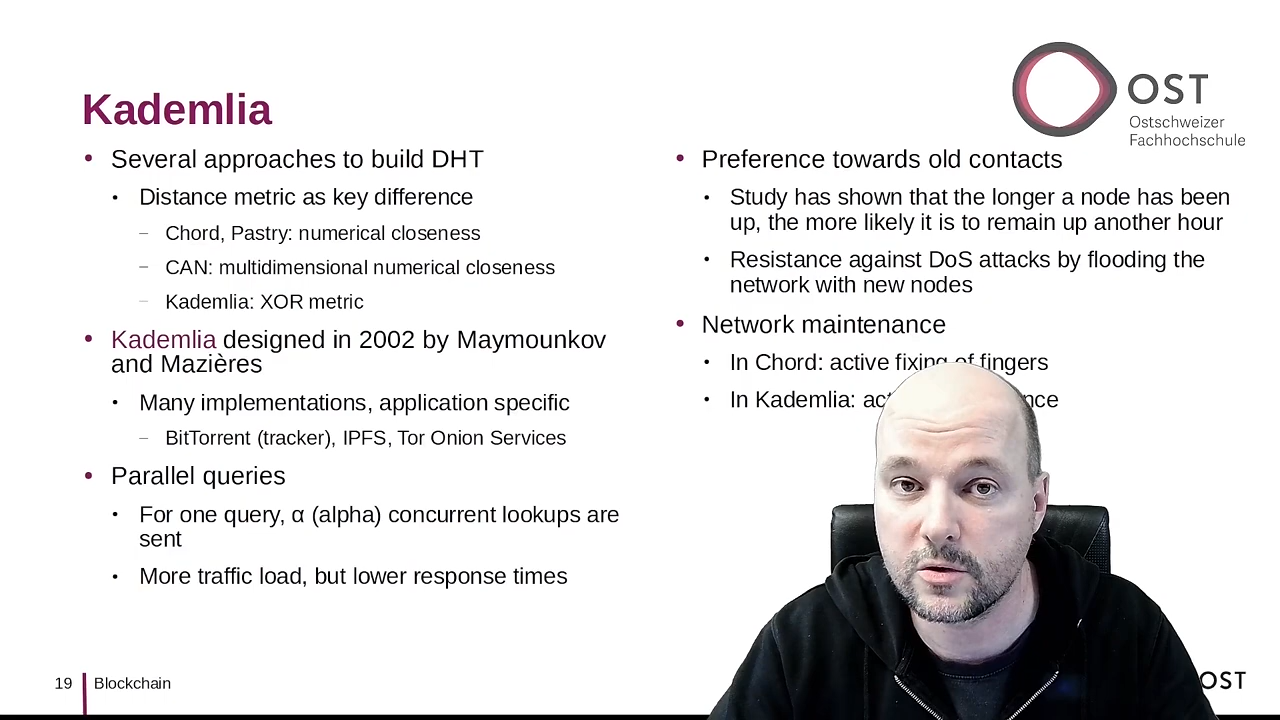 Kademlia
OST
Ostschweizer
Fachhochschule
• Several approaches to build DHT
• Distance metric as key difference
– Chord, Pastry: numerical closeness
– CAN: multidimensional numerical closeness
– Kademlia: XOR metric
• Kademlia designed in 2002 by Maymounkov
and Mazières
• Many implementations, application specific
– BitTorrent (tracker), IPFS, Tor Onion Services
• Parallel queries
• For one query, α (alpha) concurrent lookups are
sent
• More traffic load, but lower response times
• Preference towards old contacts
• Study has shown that the longer a node has been
up, the more likely it is to remain up another hour
• Resistance against DoS attacks by flooding the
network with new nodes
• Network maintenance
• In Chord: active fixing of fingers
• In Kademlia:
19 Blockchain
OST